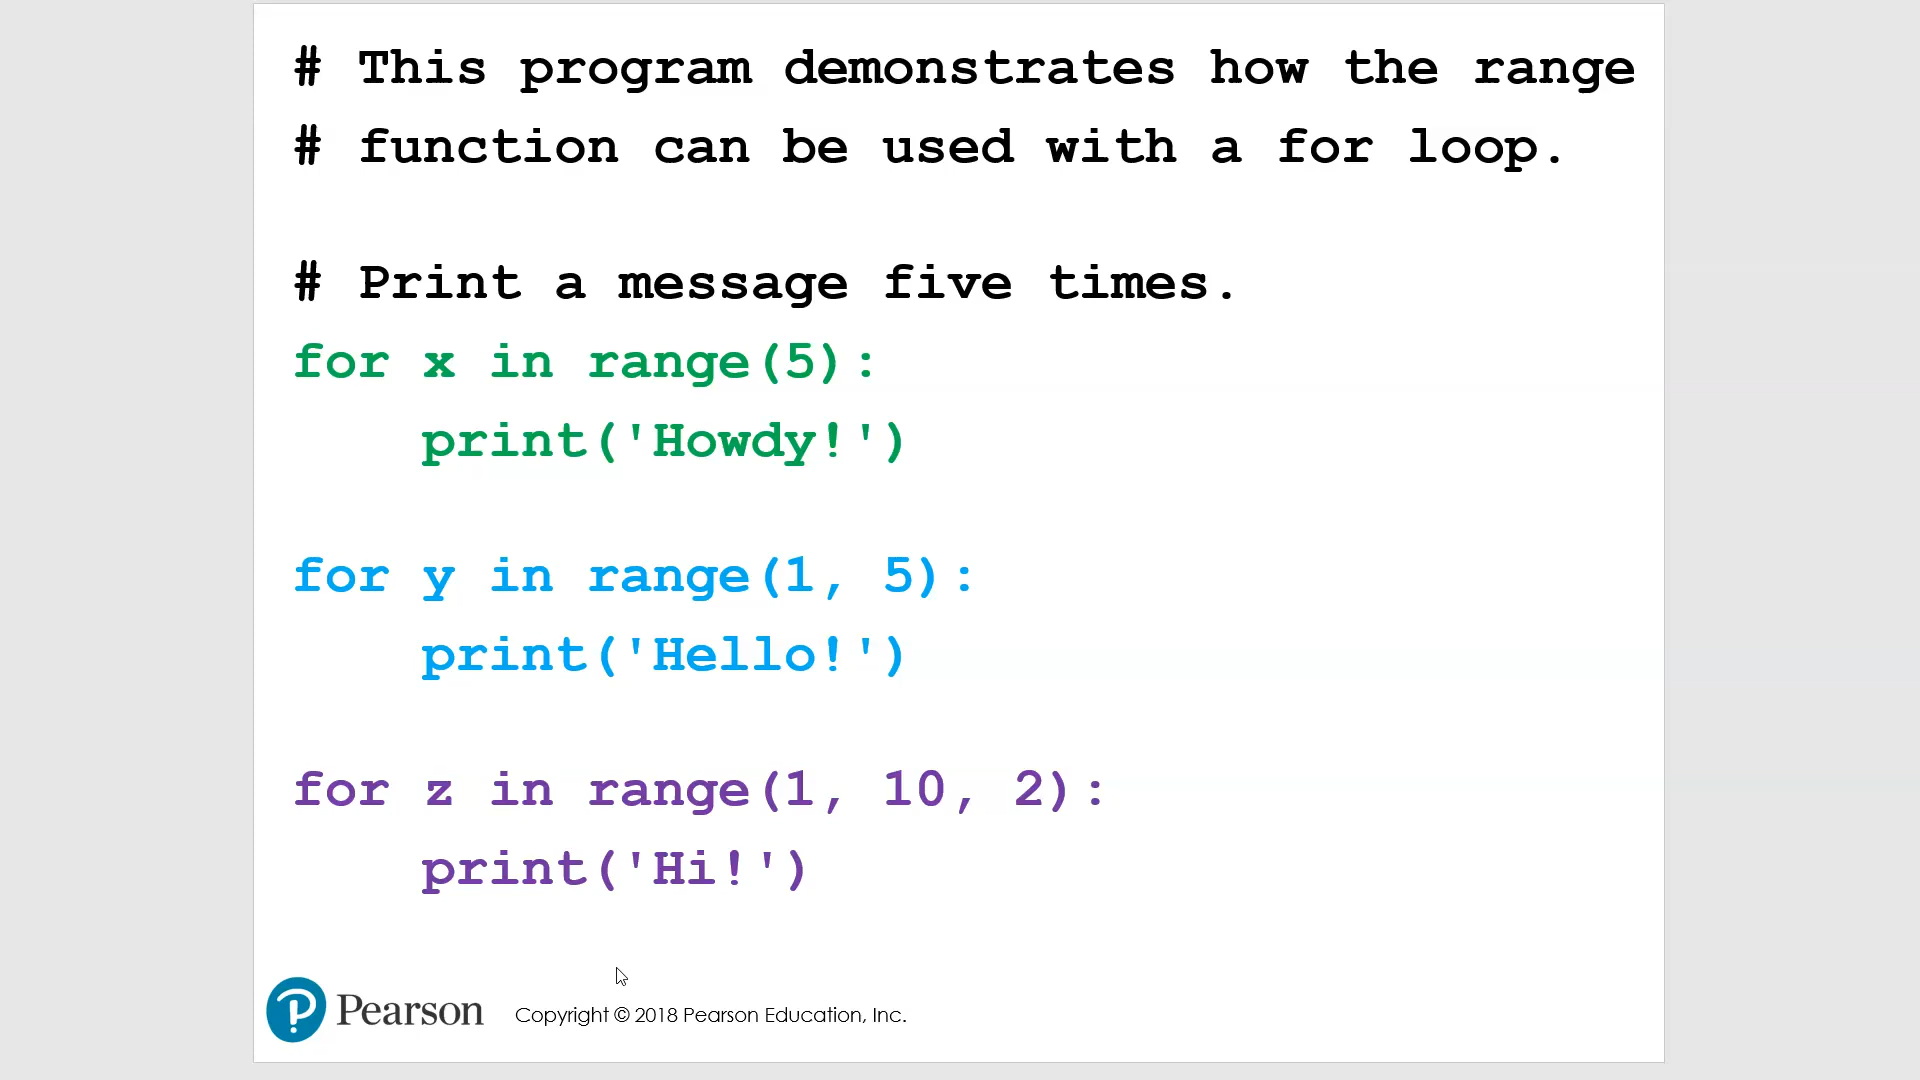 # This program demonstrates how the range
# function can be used with a for loop.
# Print a message five times.
for x in range(5):
    print('Howdy!')
for y in range(1, 5):
    print('Hello!')
for z in range(1, 10, 2):
    print('Hi!')
Pearson
Copyright © 2018 Pearson Education, Inc.